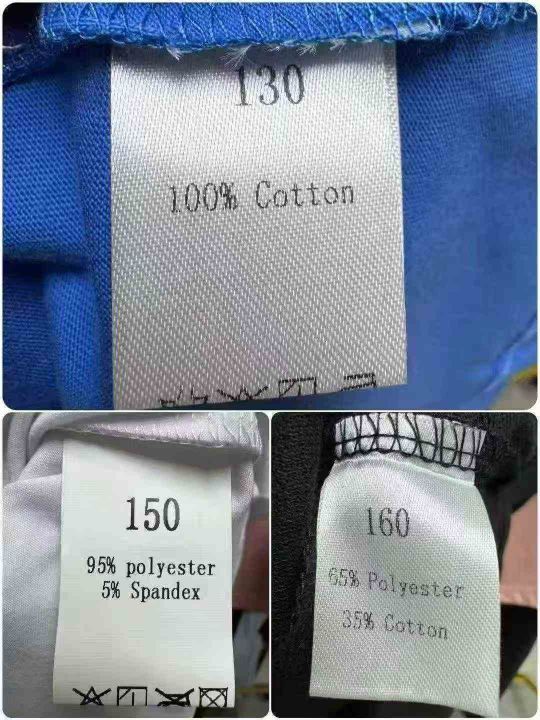 130
100% Cotton
150
95% polyester
5% Spandex
160
65% Polyester
35% Cotton